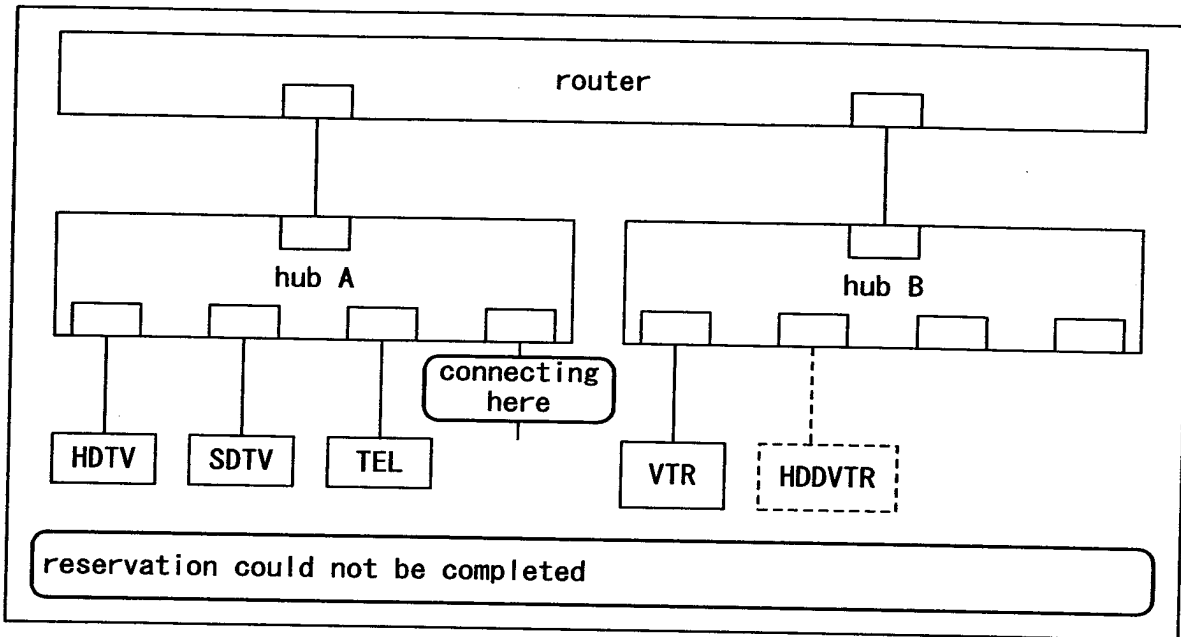 router
hub A
hub B
connecting
here
HDTV
SDTV
TEL
VTR
HDDVTR
reservation could not be completed